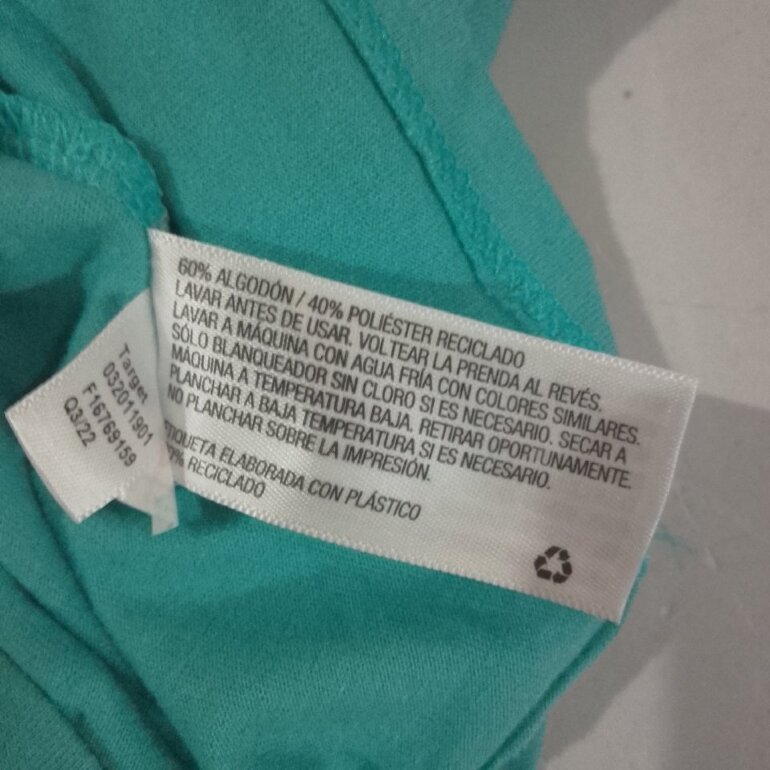 60% ALGODÓN / 40% POLIÉSTER RECICLADO
LAVAR ANTES DE USAR. VOLTEAR LA PRENDA AL REVÉS.
LAVAR A MÁQUINA CON AGUA FRÍA CON COLORES SIMILARES.
SÓLO BLANQUEADOR SIN CLORO SI ES NECESARIO. SECAR A
MÁQUINA A TEMPERATURA BAJA. RETIRAR OPORTUNAMENTE.
PLANCHAR A BAJA TEMPERATURA SI ES NECESARIO.
NO PLANCHAR SOBRE LA IMPRESIÓN.
ETIQUETA ELABORADA CON PLÁSTICO
RECICLADO
Target
032011901
F16769159
Q3/22